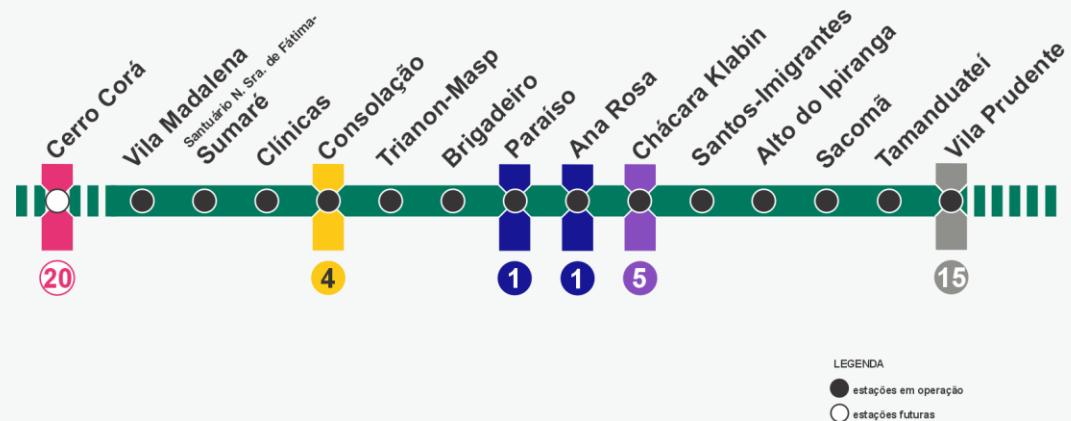 Cerro Corá
Vila Madalena
Santuário N. Sra. de Fátima-
Sumaré
Clínicas
Consolação
Trianon-Masp
Brigadeiro
Paraíso
Ana Rosa
Chácara Klabin
Santos-Imigrantes
Alto do Ipiranga
Sacomã
Tamanduateí
Vila Prudente
20
4
1
1
5
15
LEGENDA
estações em operação
estações futuras